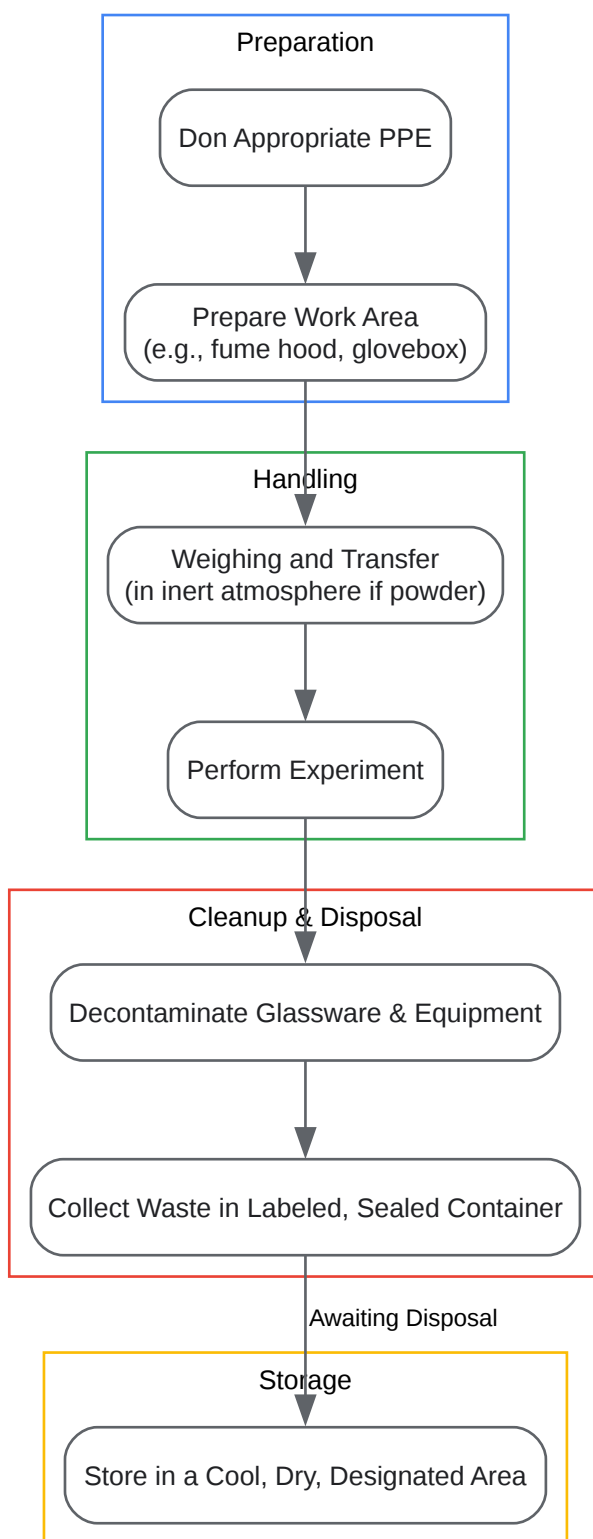 Preparation
Don Appropriate PPE
Prepare Work Area
(e.g., fume hood, glovebox)
Handling
Weighing and Transfer
(in inert atmosphere if powder)
Perform Experiment
Cleanup & Disposal
Decontaminate Glassware & Equipment
Collect Waste in Labeled, Sealed Container
Awaiting Disposal
Storage
Store in a Cool, Dry, Designated Area